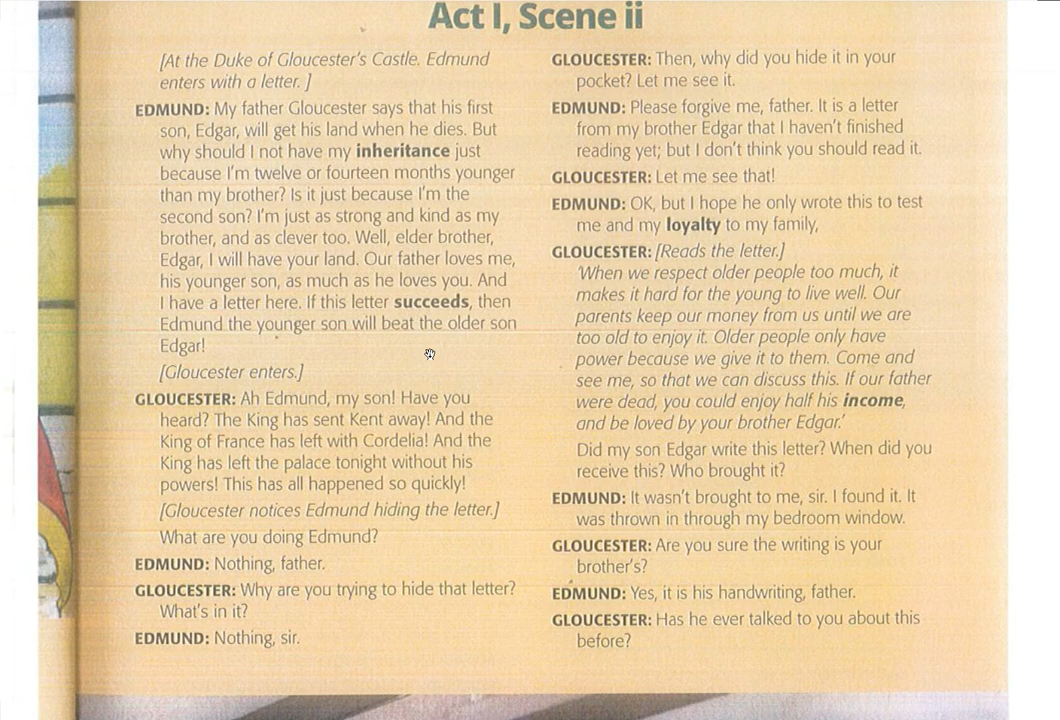 Act I, Scene ii
[At the Duke of Gloucester's Castle. Edmund
enters with a letter. ]
EDMUND: My father Gloucester says that his first
son, Edgar, will get his land when he dies. But
why should I not have my inheritance just
because I'm twelve or fourteen months younger
than my brother? Is it just because I'm the
second son? I'm just as strong and kind as my
brother, and as clever too. Well, elder brother,
Edgar, I will have your land. Our father loves me,
his younger son, as much as he loves you. And
I have a letter here. If this letter succeeds, then
Edmund the younger son will beat the older son
Edgar!
[Gloucester enters.]
GLOUCESTER: Ah Edmund, my son! Have you
heard? The King has sent Kent away! And the
King of France has left with Cordelia! And the
King has left the palace tonight without his
powers! This has all happened so quickly!
[Gloucester notices Edmund hiding the letter.]
What are you doing Edmund?
EDMUND: Nothing, father.
GLOUCESTER: Why are you trying to hide that letter?
What's in it?
EDMUND: Nothing, sir.
GLOUCESTER: Then, why did you hide it in your
pocket? Let me see it.
EDMUND: Please forgive me, father. It is a letter
from my brother Edgar that I haven't finished
reading yet; but I don't think you should read it.
GLOUCESTER: Let me see that!
EDMUND: OK, but I hope he only wrote this to test
me and my loyalty to my family,
GLOUCESTER: [Reads the letter.]
'When we respect older people too much, it
makes it hard for the young to live well. Our
parents keep our money from us until we are
too old to enjoy it. Older people only have
power because we give it to them. Come and
see me, so that we can discuss this. If our father
were dead, you could enjoy half his income,
and be loved by your brother Edgar.'
Did my son Edgar write this letter? When did you
receive this? Who brought it?
EDMUND: It wasn't brought to me, sir. I found it. It
was thrown in through my bedroom window.
GLOUCESTER: Are you sure the writing is your
brother's?
EDMUND: Yes, it is his handwriting, father.
GLOUCESTER: Has he ever talked to you about this
before?